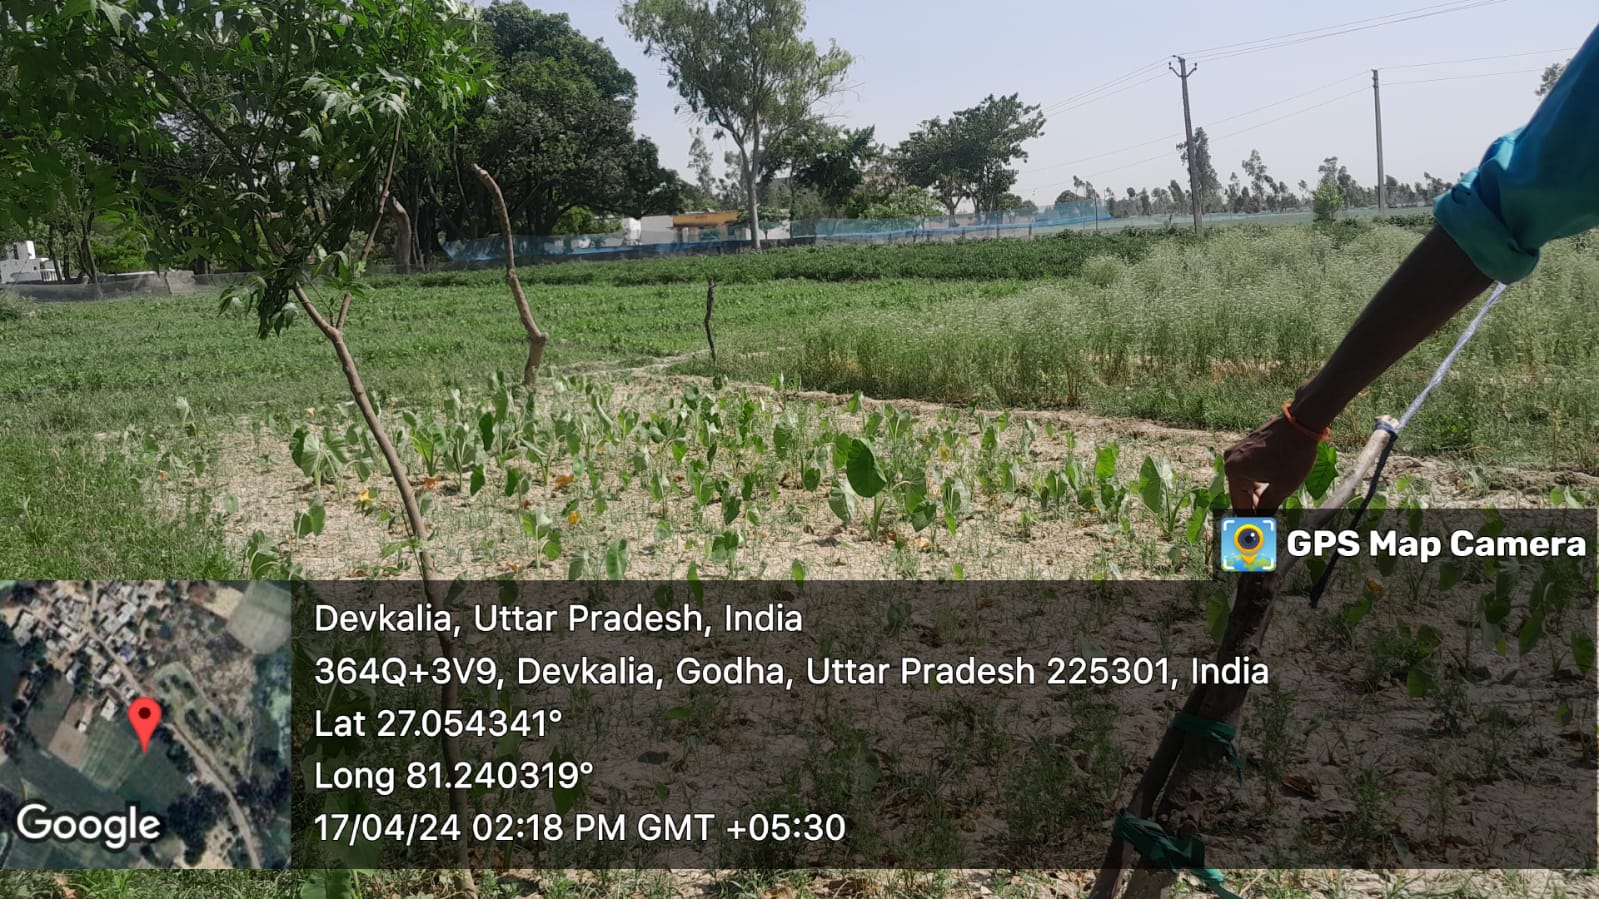 GPS Map Camera
Devkalia, Uttar Pradesh, India
364Q+3V9, Devkalia, Godha, Uttar Pradesh 225301, India
Lat 27.054341°
Long 81.240319°
17/04/24 02:18 PM GMT +05:30
Google